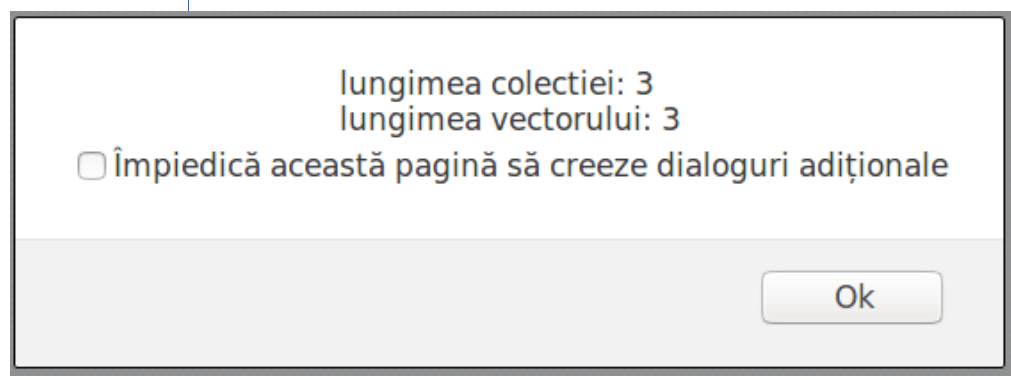 lungimea colectiei: 3
lungimea vectorului: 3
Împiedică această pagină să creeze dialoguri adiționale
Ok